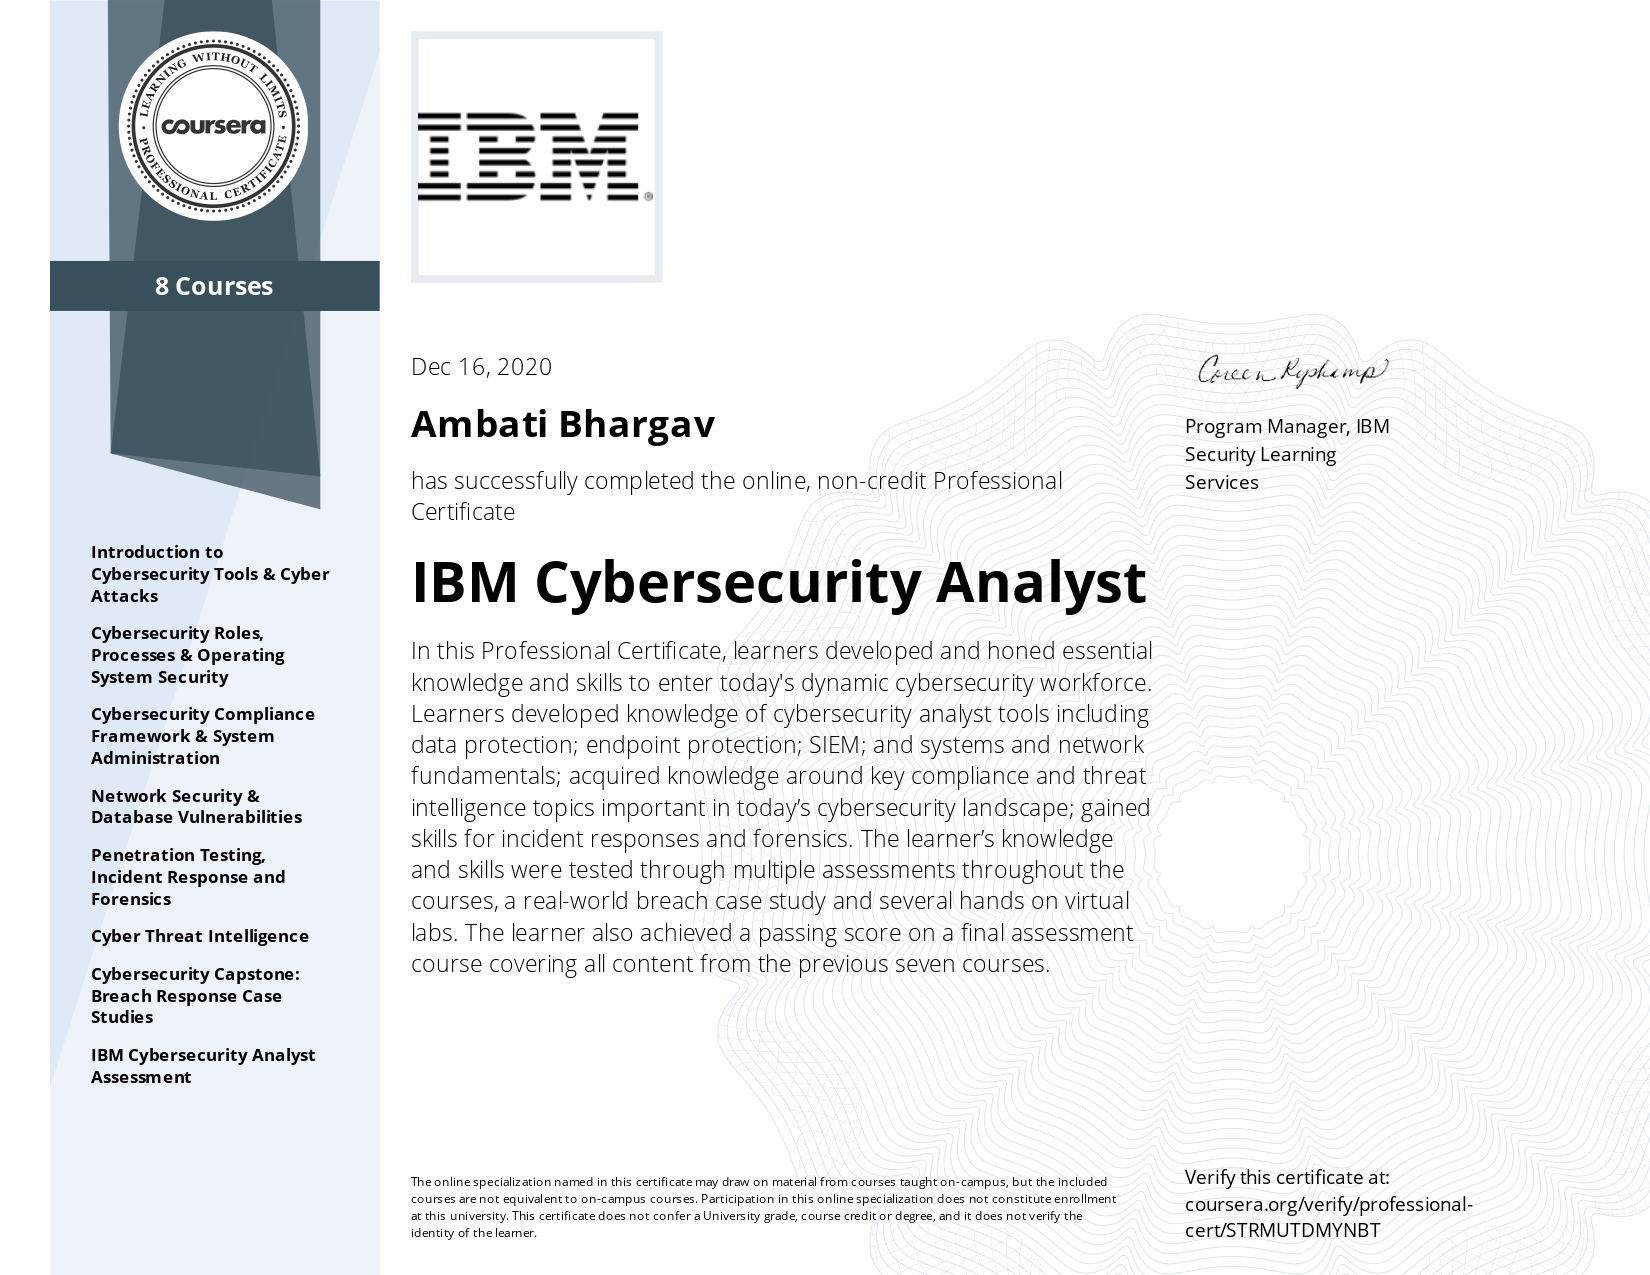 LEARNING WITHOUT LIMITS
coursera
PROFESSIONAL CERTIFICATE
8 Courses
Introduction to
Cybersecurity Tools & Cyber
Attacks
Cybersecurity Roles,
Processes & Operating
System Security
Cybersecurity Compliance
Framework & System
Administration
Network Security &
Database Vulnerabilities
Penetration Testing,
Incident Response and
Forensics
Cyber Threat Intelligence
Cybersecurity Capstone:
Breach Response Case
Studies
IBM Cybersecurity Analyst
Assessment
IBM®
Dec 16, 2020
Ambati Bhargav
has successfully completed the online, non-credit Professional
Certificate
IBM Cybersecurity Analyst
In this Professional Certificate, learners developed and honed essential
knowledge and skills to enter today's dynamic cybersecurity workforce.
Learners developed knowledge of cybersecurity analyst tools including
data protection; endpoint protection; SIEM; and systems and network
fundamentals; acquired knowledge around key compliance and threat
intelligence topics important in today’s cybersecurity landscape; gained
skills for incident responses and forensics. The learner’s knowledge
and skills were tested through multiple assessments throughout the
courses, a real-world breach case study and several hands on virtual
labs. The learner also achieved a passing score on a final assessment
course covering all content from the previous seven courses.
Coreen Ryskamp
Program Manager, IBM
Security Learning
Services
The online specialization named in this certificate may draw on material from courses taught on-campus, but the included
courses are not equivalent to on-campus courses. Participation in this online specialization does not constitute enrollment
at this university. This certificate does not confer a University grade, course credit or degree, and it does not verify the
identity of the learner.
Verify this certificate at:
coursera.org/verify/professional-
cert/STRMUTDMYNBT